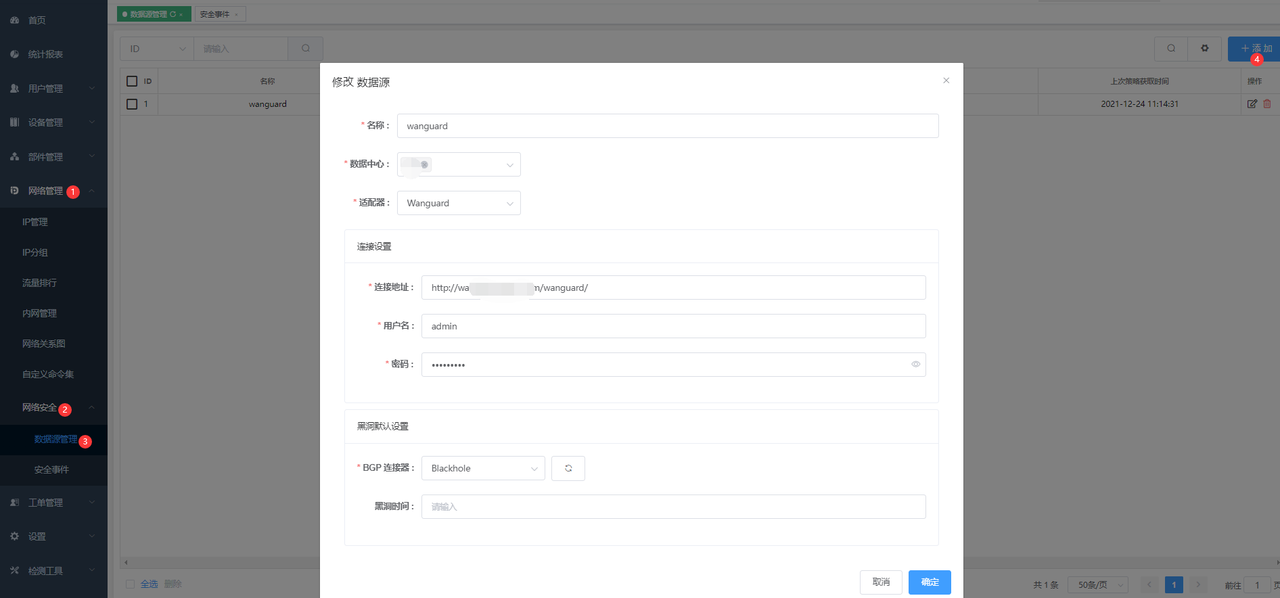 首页
统计报表
用户管理
设备管理
部件管理
网络管理 1
IP管理
IP分组
流量排行
内网管理
网络关系图
自定义命令集
网络安全 2
数据源管理 3
安全事件
工单管理
设置
检测工具
数据源管理
安全事件
ID
请输入
添加
4
ID
名称
上次策略获取时间
操作
1
wanguard
2021-12-24 11:14:31
修改 数据源
* 名称：
wanguard
* 数据中心：
* 适配器：
Wanguard
连接设置
* 连接地址：
http://wa m/wanguard/
* 用户名：
admin
* 密码：
•••••••••
黑洞默认设置
* BGP 连接器：
Blackhole
黑洞时间：
请输入
取消
确定
全选 删除
共 1 条
50条/页
1
前往
1